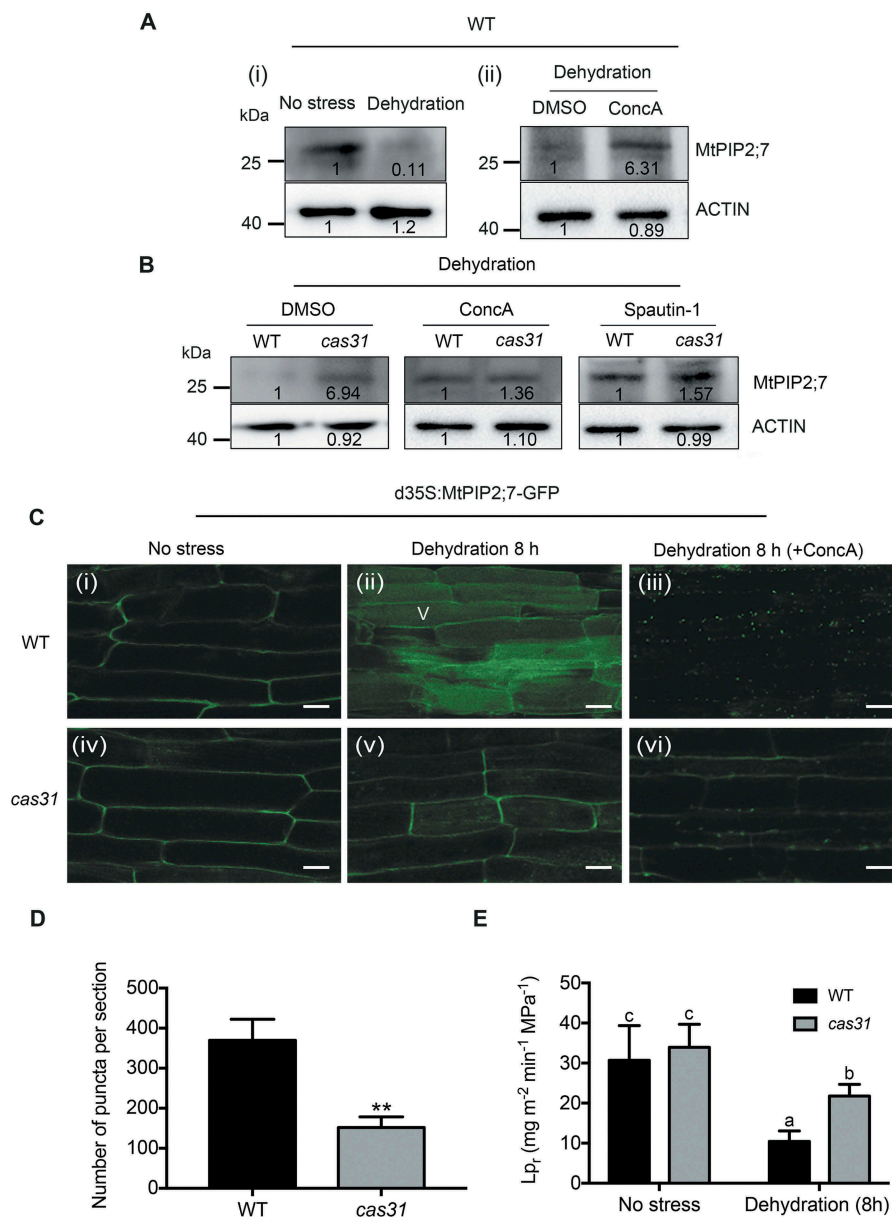 A
WT
(i)
(ii)
Dehydration
kDa
No stress
Dehydration
DMSO
ConcA
25
1
0.11
25
1
6.31
MtPIP2;7
40
1
1.2
40
1
0.89
ACTIN
B
Dehydration
DMSO
ConcA
Spautin-1
kDa
WT
cas31
WT
cas31
WT
cas31
25
1
6.94
1
1.36
1
1.57
MtPIP2;7
40
1
0.92
1
1.10
1
0.99
ACTIN
d35S:MtPIP2;7-GFP
C
No stress
Dehydration 8 h
Dehydration 8 h (+ConcA)
WT
(i)
(ii)
V
(iii)
cas31
(iv)
(v)
(vi)
D
Number of puncta per section
500
400
300
200
100
0
**
WT
cas31
E
Lpr (mg m-2 min-1 MPa-1)
50
40
30
20
10
0
c
c
a
b
WT
cas31
No stress
Dehydration (8h)